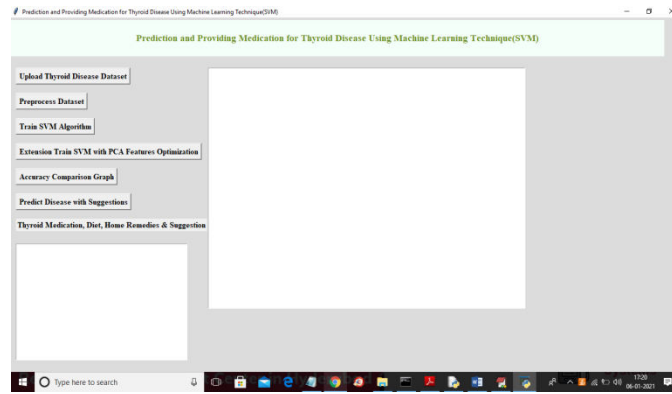 Prediction and Providing Medication for Thyroid Disease Using Machine Learning Technique(SVM)
Prediction and Providing Medication for Thyroid Disease Using Machine Learning Technique(SVM)
Upload Thyroid Disease Dataset
Preprocess Dataset
Train SVM Algorithm
Extension Train SVM with PCA Features Optimization
Accuracy Comparison Graph
Predict Disease with Suggestions
Thyroid Medication, Diet, Home Remedies & Suggestion
Type here to search
17:20
06-01-2021